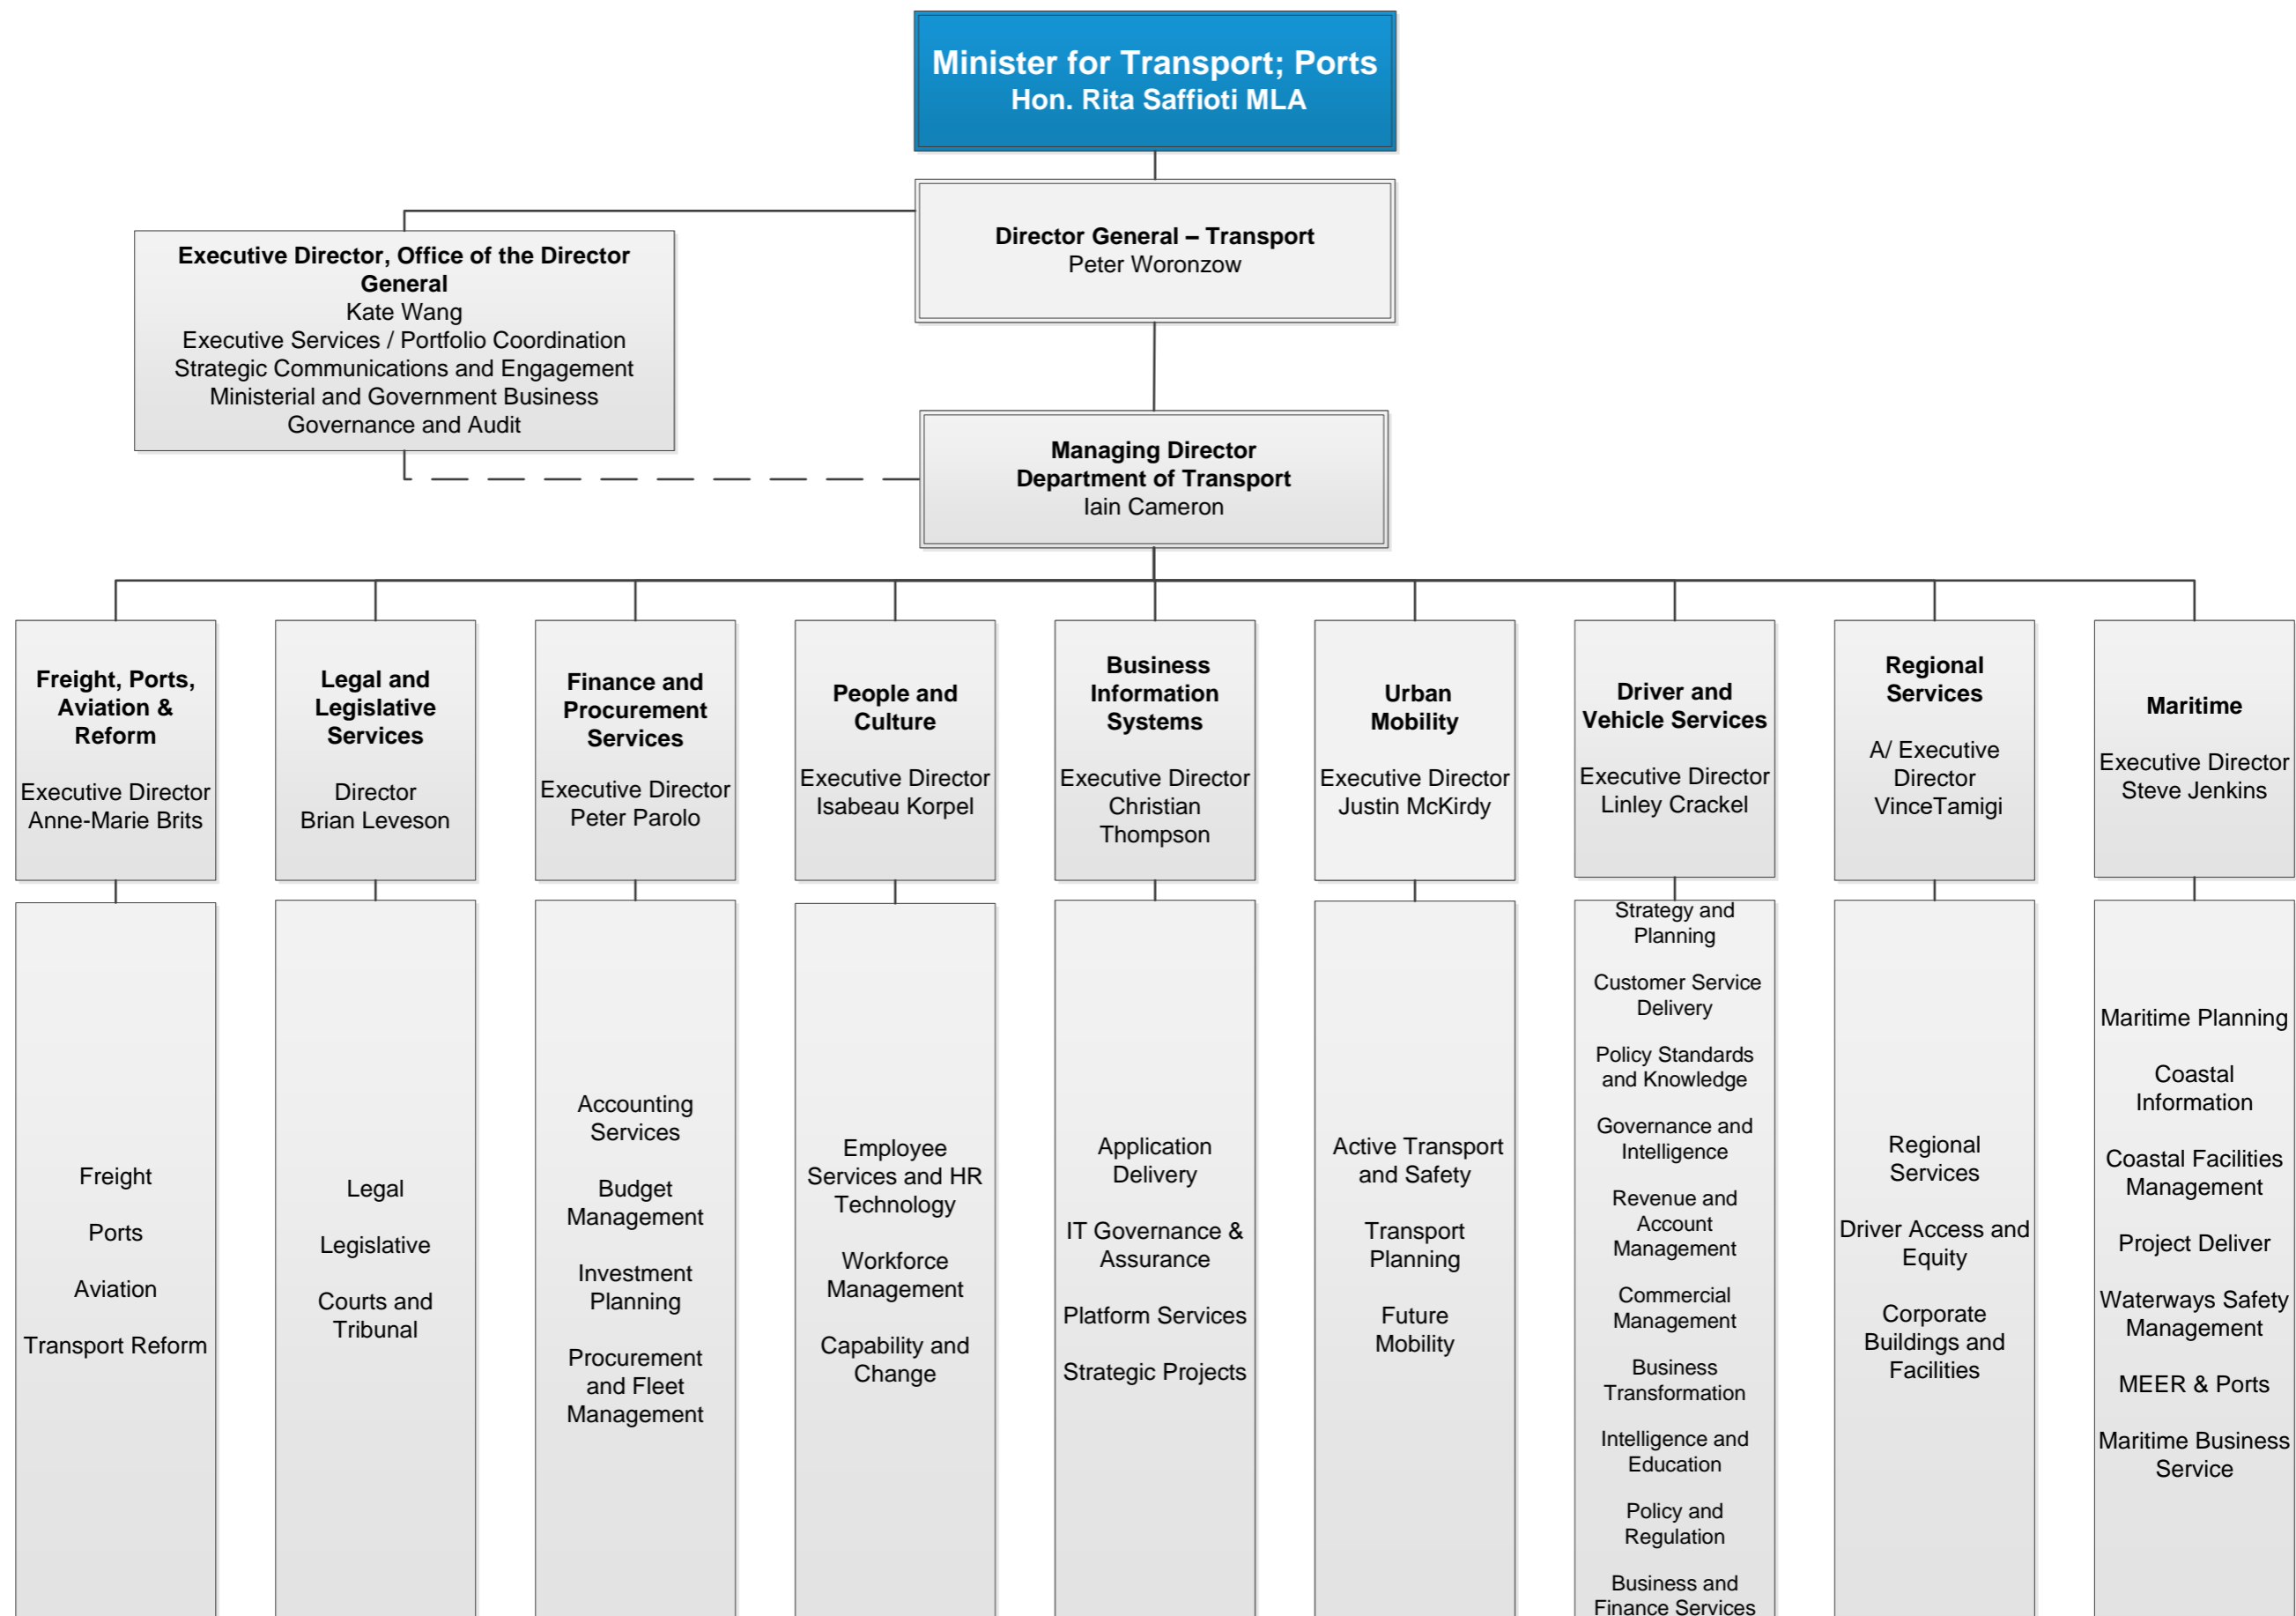 Minister for Transport; Ports
Hon. Rita Saffioti MLA
Director General – Transport
Peter Woronzow
Executive Director, Office of the Director
General
Kate Wang
Executive Services / Portfolio Coordination
Strategic Communications and Engagement
Ministerial and Government Business
Governance and Audit
Managing Director
Department of Transport
Iain Cameron
Freight, Ports,
Aviation &
Reform
Executive Director
Anne-Marie Brits
Legal and
Legislative
Services
Director
Brian Leveson
Finance and
Procurement
Services
Executive Director
Peter Parolo
People and
Culture
Executive Director
Isabeau Korpel
Business
Information
Systems
Executive Director
Christian
Thompson
Urban
Mobility
Executive Director
Justin McKirdy
Driver and
Vehicle Services
Executive Director
Linley Crackel
Regional
Services
A/ Executive
Director
VinceTamigi
Maritime
Executive Director
Steve Jenkins
Freight
Ports
Aviation
Transport Reform
Legal
Legislative
Courts and
Tribunal
Accounting
Services
Budget
Management
Investment
Planning
Procurement
and Fleet
Management
Employee
Services and HR
Technology
Workforce
Management
Capability and
Change
Application
Delivery
IT Governance &
Assurance
Platform Services
Strategic Projects
Active Transport
and Safety
Transport
Planning
Future
Mobility
Strategy and
Planning
Customer Service
Delivery
Policy Standards
and Knowledge
Governance and
Intelligence
Revenue and
Account
Management
Commercial
Management
Business
Transformation
Intelligence and
Education
Policy and
Regulation
Business and
Finance Services
Regional
Services
Driver Access and
Equity
Corporate
Buildings and
Facilities
Maritime Planning
Coastal
Information
Coastal Facilities
Management
Project Deliver
Waterways Safety
Management
MEER & Ports
Maritime Business
Service